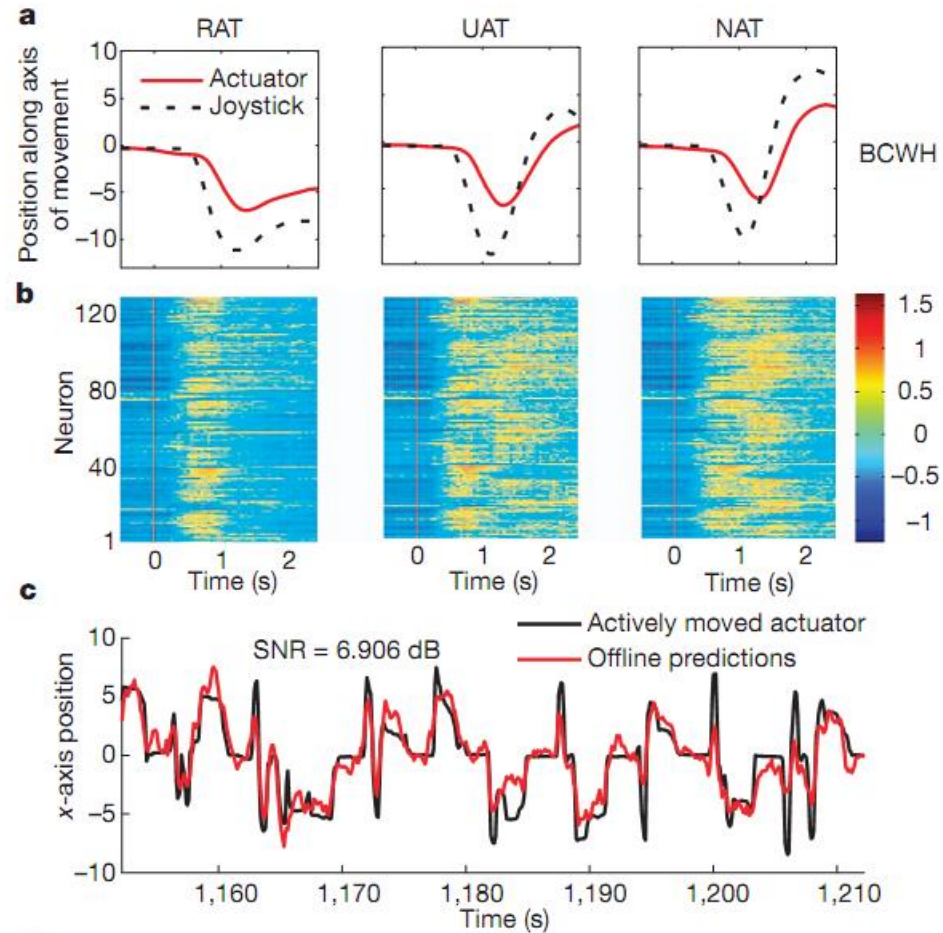 a
RAT UAT NAT
Position along axis
of movement
10
5
0
−5
−10
Actuator
Joystick
BCWH
b
Neuron
120
80
40
1
0 1 2
Time (s)
0 1 2
Time (s)
0 1 2
Time (s)
1.5
1
0.5
0
−0.5
−1
c
SNR = 6.906 dB
Actively moved actuator
Offline predictions
x-axis position
10
5
0
−5
−10
1,160 1,170 1,180 1,190 1,200 1,210
Time (s)